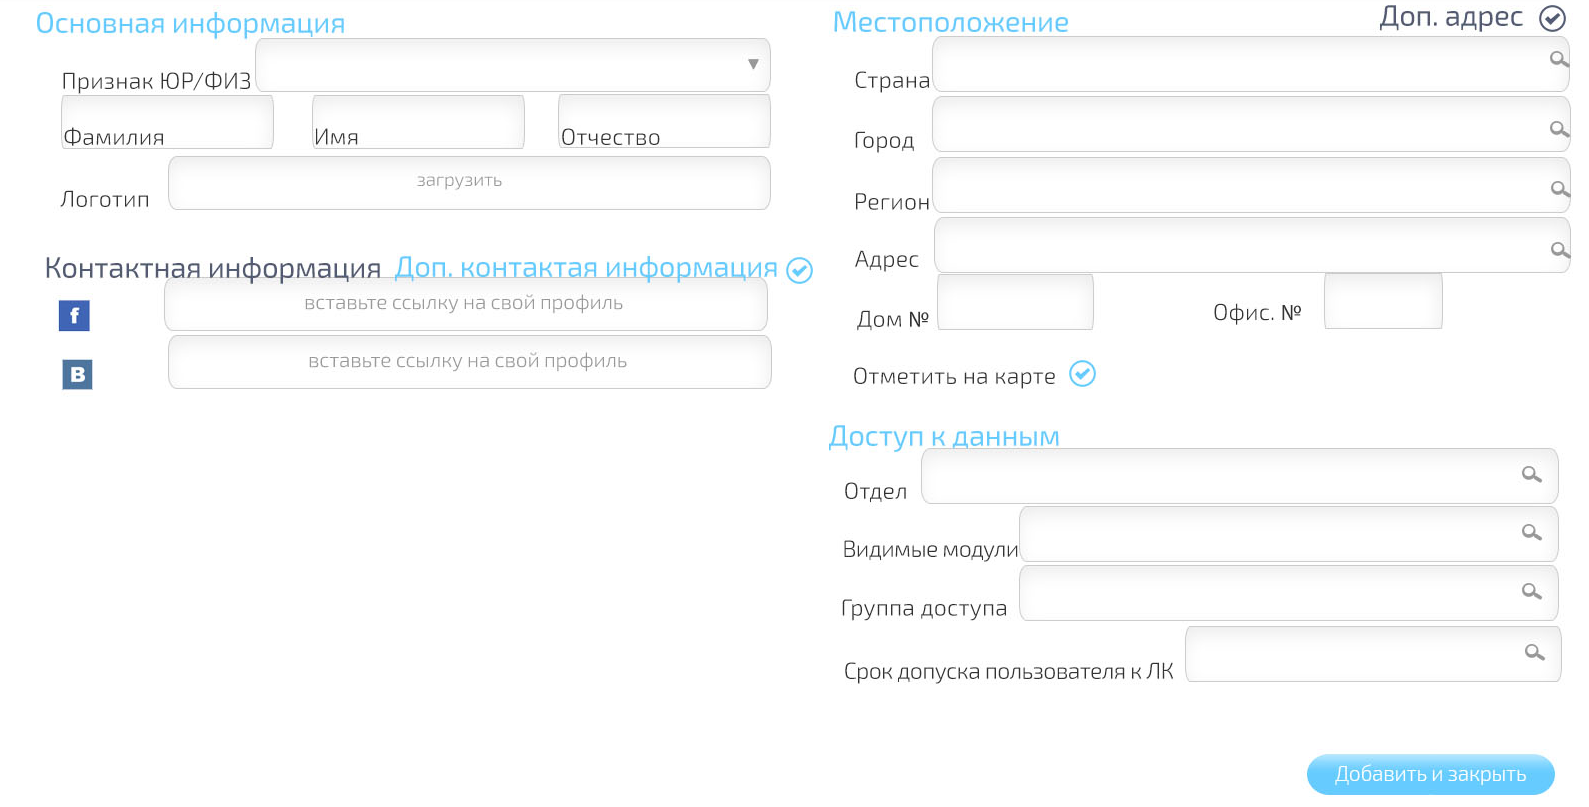 Основная информация
Признак ЮР/ФИЗ
Фамилия
Имя
Отчество
Логотип
загрузить
Контактная информация
Доп. контактая информация
f
вставьте ссылку на свой профиль
В
вставьте ссылку на свой профиль
Местоположение
Доп. адрес
Страна
Город
Регион
Адрес
Дом №
Офис. №
Отметить на карте
Доступ к данным
Отдел
Видимые модули
Группа доступа
Срок допуска пользователя к ЛК
Добавить и закрыть